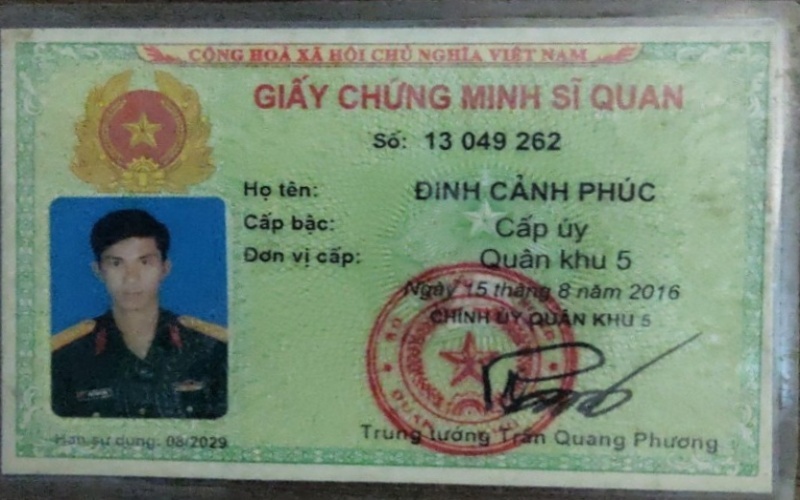 CỘNG HOÀ XÃ HỘI CHỦ NGHĨA VIỆT NAM
GIẤY CHỨNG MINH SĨ QUAN
Số: 13 049 262
Họ tên: ĐINH CẢNH PHÚC
Cấp bậc: Cấp úy
Đơn vị cấp: Quân khu 5
Ngày 15 tháng 8 năm 2016
CHÍNH ỦY QUÂN KHU 5
Hạn sử dụng: 08/2029
Trung tướng Trần Quang Phương